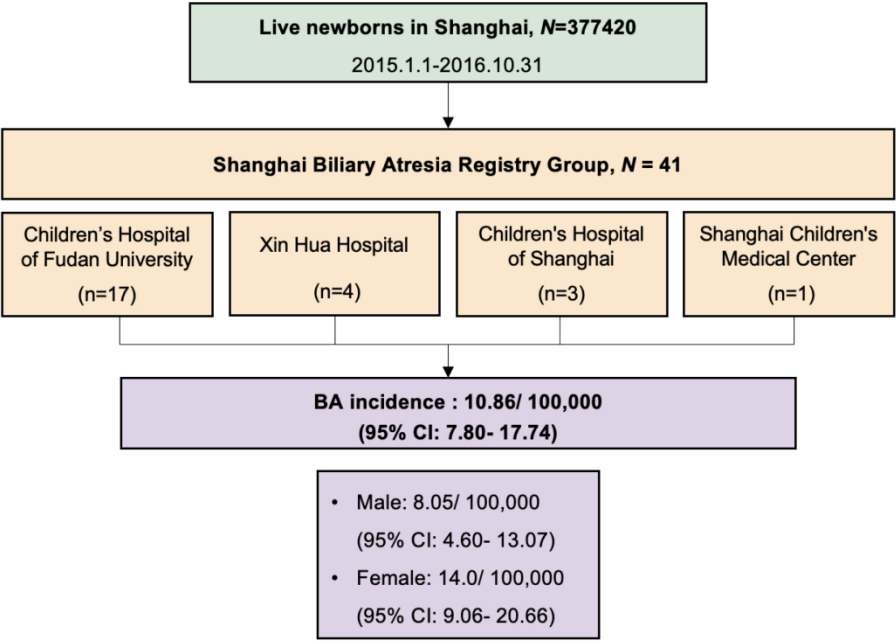 Live newborns in Shanghai, N=377420
2015.1.1-2016.10.31
Shanghai Biliary Atresia Registry Group, N = 41
Children’s Hospital
of Fudan University
(n=17)
Xin Hua Hospital
(n=4)
Children's Hospital
of Shanghai
(n=3)
Shanghai Children's
Medical Center
(n=1)
BA incidence : 10.86/ 100,000
(95% CI: 7.80- 17.74)
• Male: 8.05/ 100,000
(95% CI: 4.60- 13.07)
• Female: 14.0/ 100,000
(95% CI: 9.06- 20.66)